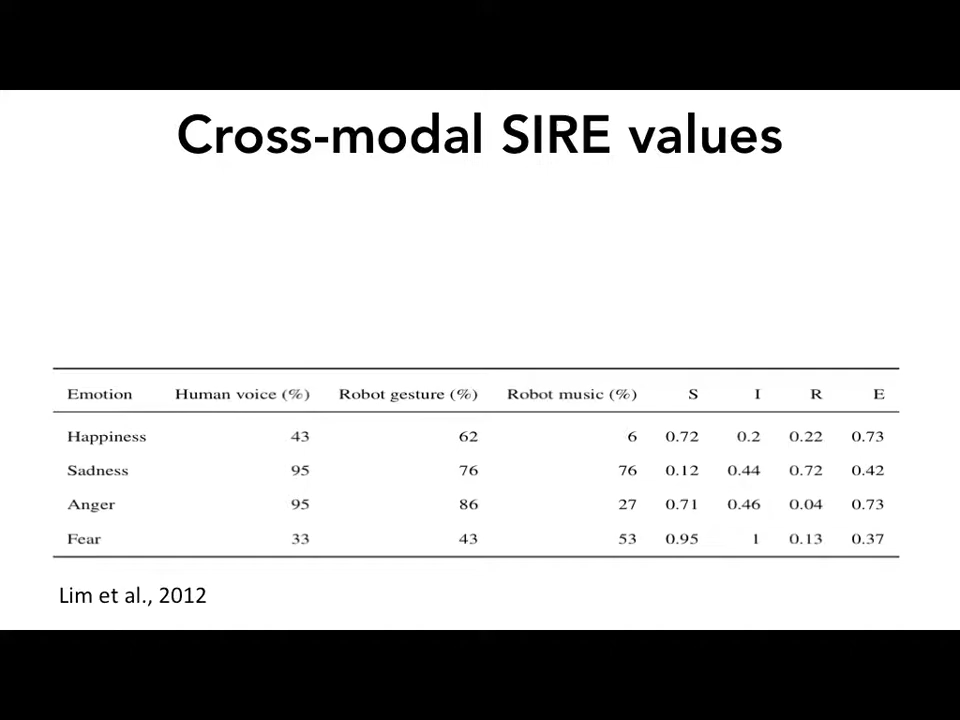 Cross-modal SIRE values
Emotion Human voice (%) Robot gesture (%) Robot music (%) S I R E
Happiness 43 62 6 0.72 0.2 0.22 0.73
Sadness 95 76 76 0.12 0.44 0.72 0.42
Anger 95 86 27 0.71 0.46 0.04 0.73
Fear 33 43 53 0.95 1 0.13 0.37
Lim et al., 2012